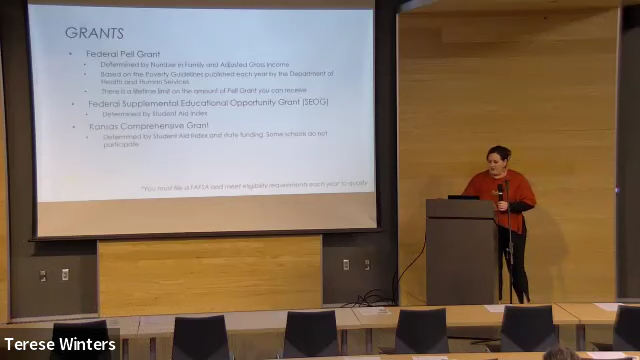 GRANTS
• Federal Pell Grant
• Determined by Number in Family and Adjusted Gross Income
• Based on the Poverty Guidelines published each year by the Department of
Health and Human Services.
• There is a lifetime limit on the amount of Pell Grant you can receive
• Federal Supplemental Educational Opportunity Grant (SEOG)
• Determined by Student Aid Index
• Kansas Comprehensive Grant
• Determined by Student Aid Index and state funding. Some schools do not
participate
*You must file a FAFSA and meet eligibility requirements each year to qualify
Terese Winters